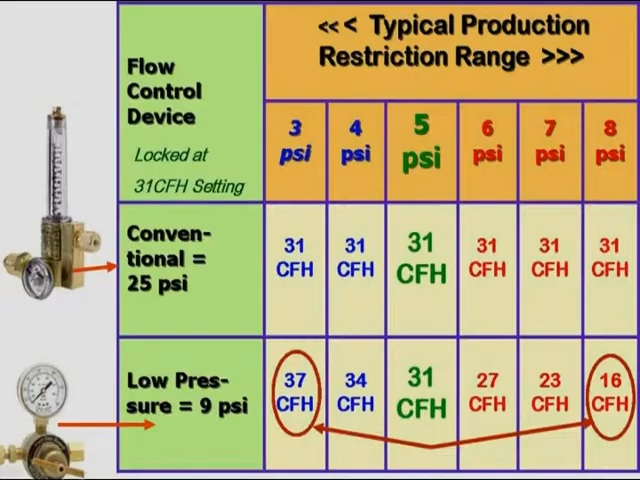 << < Typical Production
Restriction Range >>>
Flow
Control
Device
Locked at
31CFH Setting
3 psi
4 psi
5 psi
6 psi
7 psi
8 psi
Conven-
tional =
25 psi
31 CFH
31 CFH
31 CFH
31 CFH
31 CFH
31 CFH
Low Pres-
sure = 9 psi
37 CFH
34 CFH
31 CFH
27 CFH
23 CFH
16 CFH